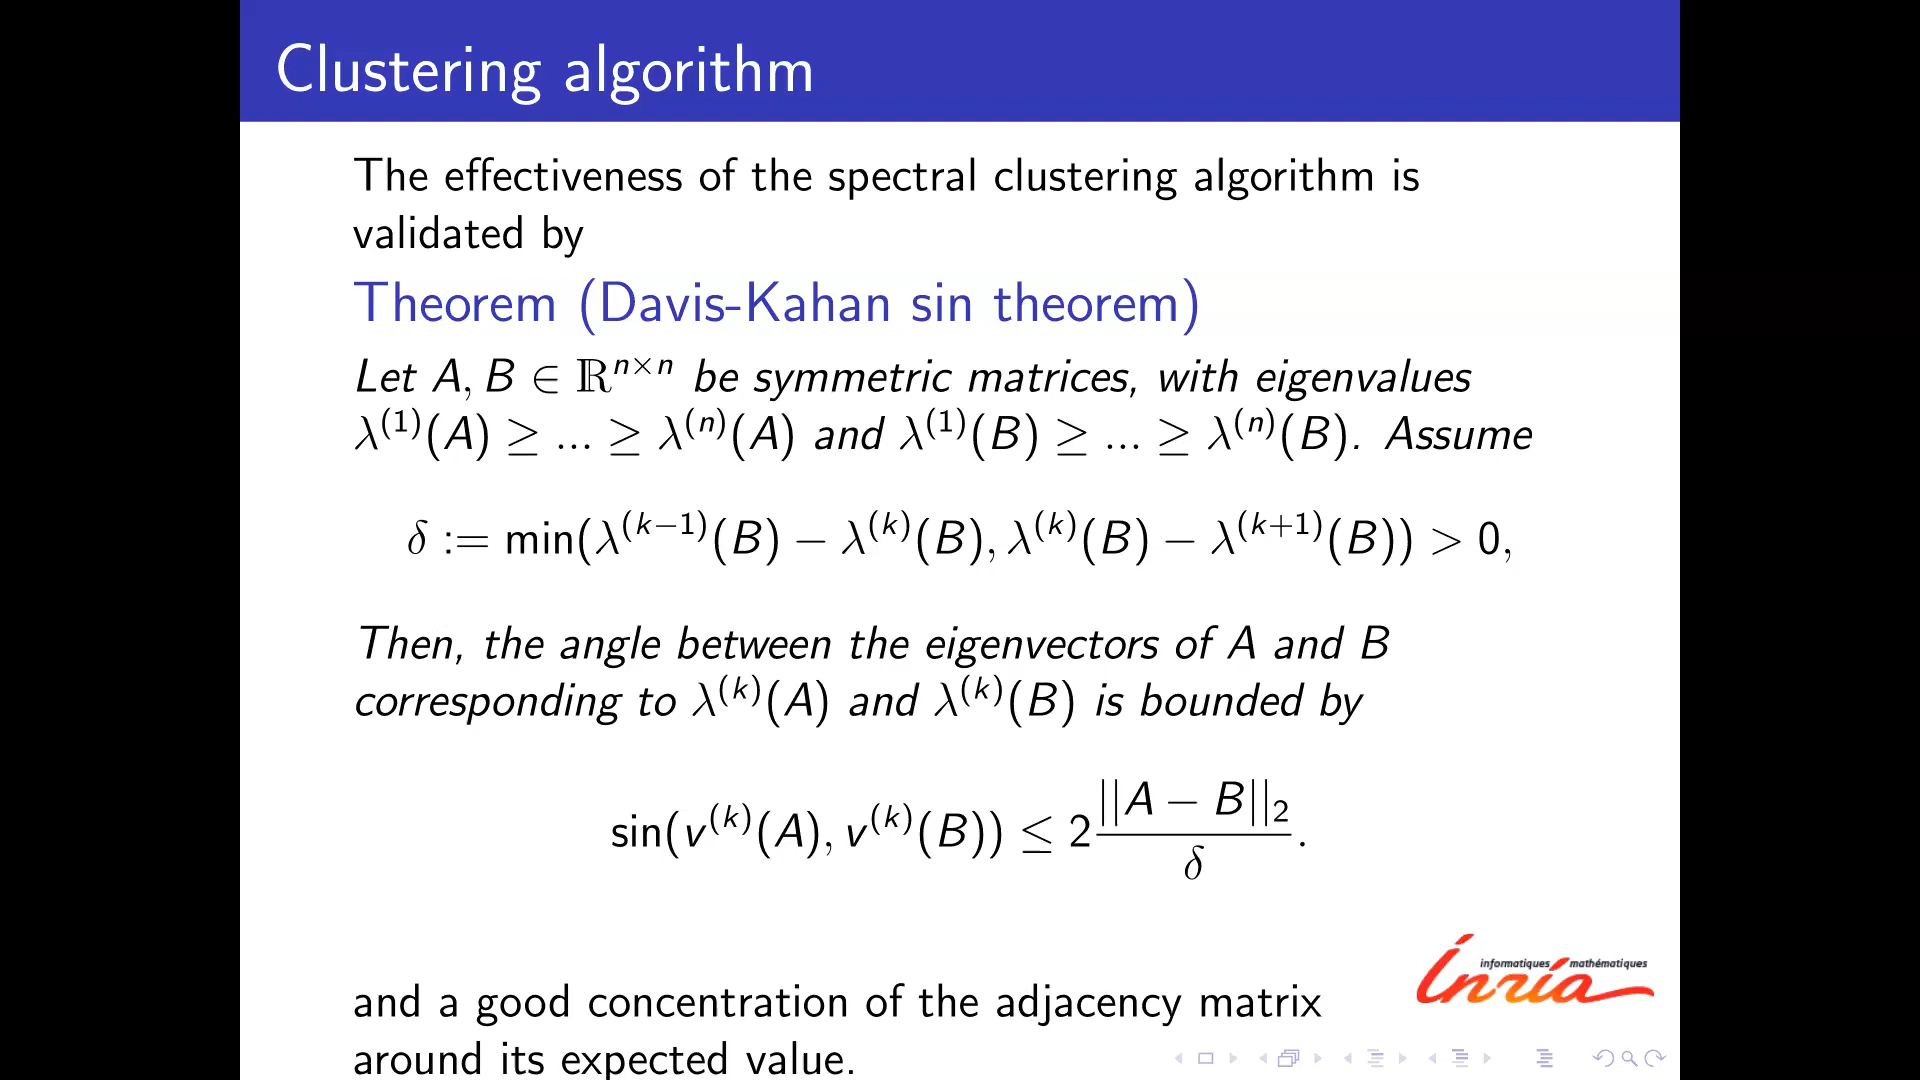 Clustering algorithm
The effectiveness of the spectral clustering algorithm is
validated by
Theorem (Davis-Kahan sin theorem)
Let A, B ∈ ℝⁿˣⁿ be symmetric matrices, with eigenvalues
λ⁽¹⁾(A) ≥ ... ≥ λ⁽ⁿ⁾(A) and λ⁽¹⁾(B) ≥ ... ≥ λ⁽ⁿ⁾(B). Assume
δ := min(λ⁽ᵏ⁻¹⁾(B) − λ⁽ᵏ⁾(B), λ⁽ᵏ⁾(B) − λ⁽ᵏ⁺¹⁾(B)) > 0,
Then, the angle between the eigenvectors of A and B
corresponding to λ⁽ᵏ⁾(A) and λ⁽ᵏ⁾(B) is bounded by
sin(v⁽ᵏ⁾(A), v⁽ᵏ⁾(B)) ≤ 2 ||A − B||₂ / δ.
and a good concentration of the adjacency matrix
around its expected value.
informatiques mathématiques
Inria